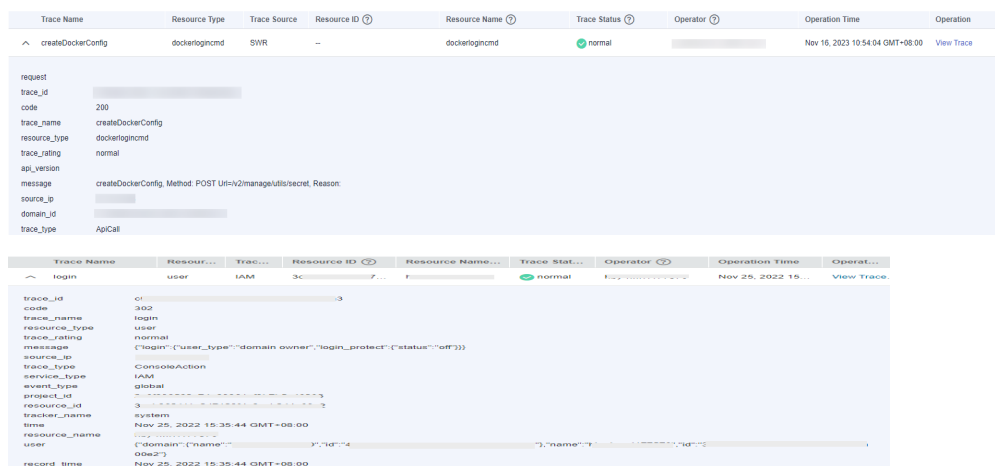 Trace Name Resource Type Trace Source Resource ID Resource Name Trace Status Operator Operation Time Operation
createDockerConfig dockerlogincmd SWR -- dockerlogincmd normal Nov 16, 2023 10:54:04 GMT+08:00 View Trace
request
trace_id
code 200
trace_name createDockerConfig
resource_type dockerlogincmd
trace_rating normal
api_version
message createDockerConfig, Method: POST Url=/v2/manage/utils/secret, Reason:
source_ip
domain_id
trace_type ApiCall
Trace Name Resour... Trac... Resource ID Resource Name... Trace Stat... Operator Operation Time Operat...
login user IAM normal Nov 25, 2022 15... View Trace
trace_id
code 302
trace_name login
resource_type user
trace_rating normal
message {"login":{"user_type":"domain owner","login_protect":{"status":"off"}}}
source_ip
trace_type ConsoleAction
service_type IAM
event_type global
project_id
resource_id
tracker_name system
time Nov 25, 2022 15:35:44 GMT+08:00
resource_name
user {"domain":{"name":" ","id":" "},"name":" ","id":"
00e2"}
record_time Nov 25, 2022 15:35:44 GMT+08:00